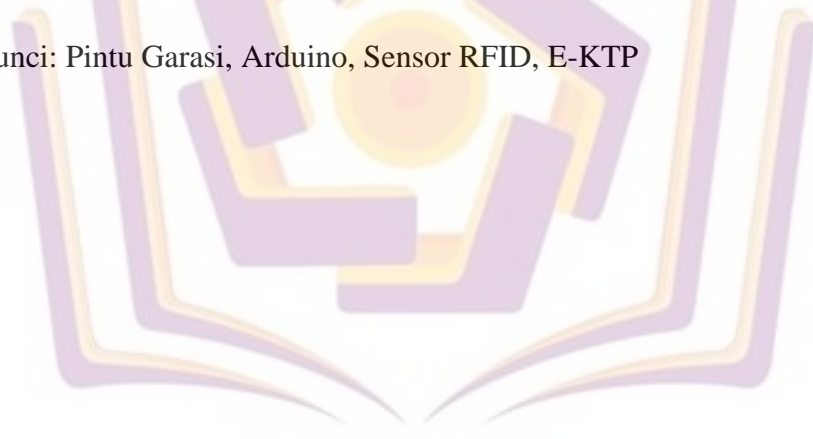 unci: Pintu Garasi, Arduino, Sensor RFID, E-KTP